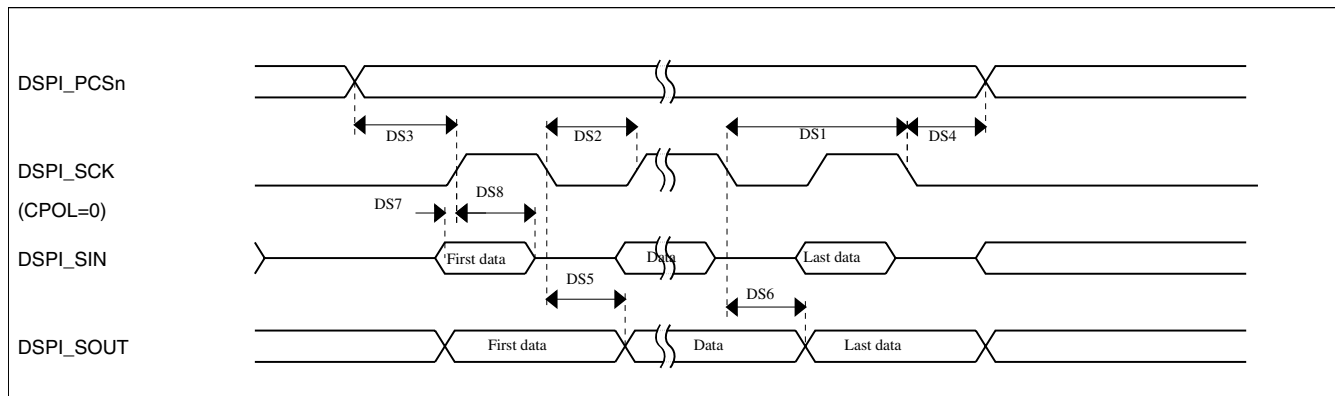 DSPI_PCSn
DS3
DS2
DS1
DS4
DSPI_SCK
(CPOL=0)
DS7
DS8
DSPI_SIN
First data
Data
Last data
DS5
DS6
DSPI_SOUT
First data
Data
Last data